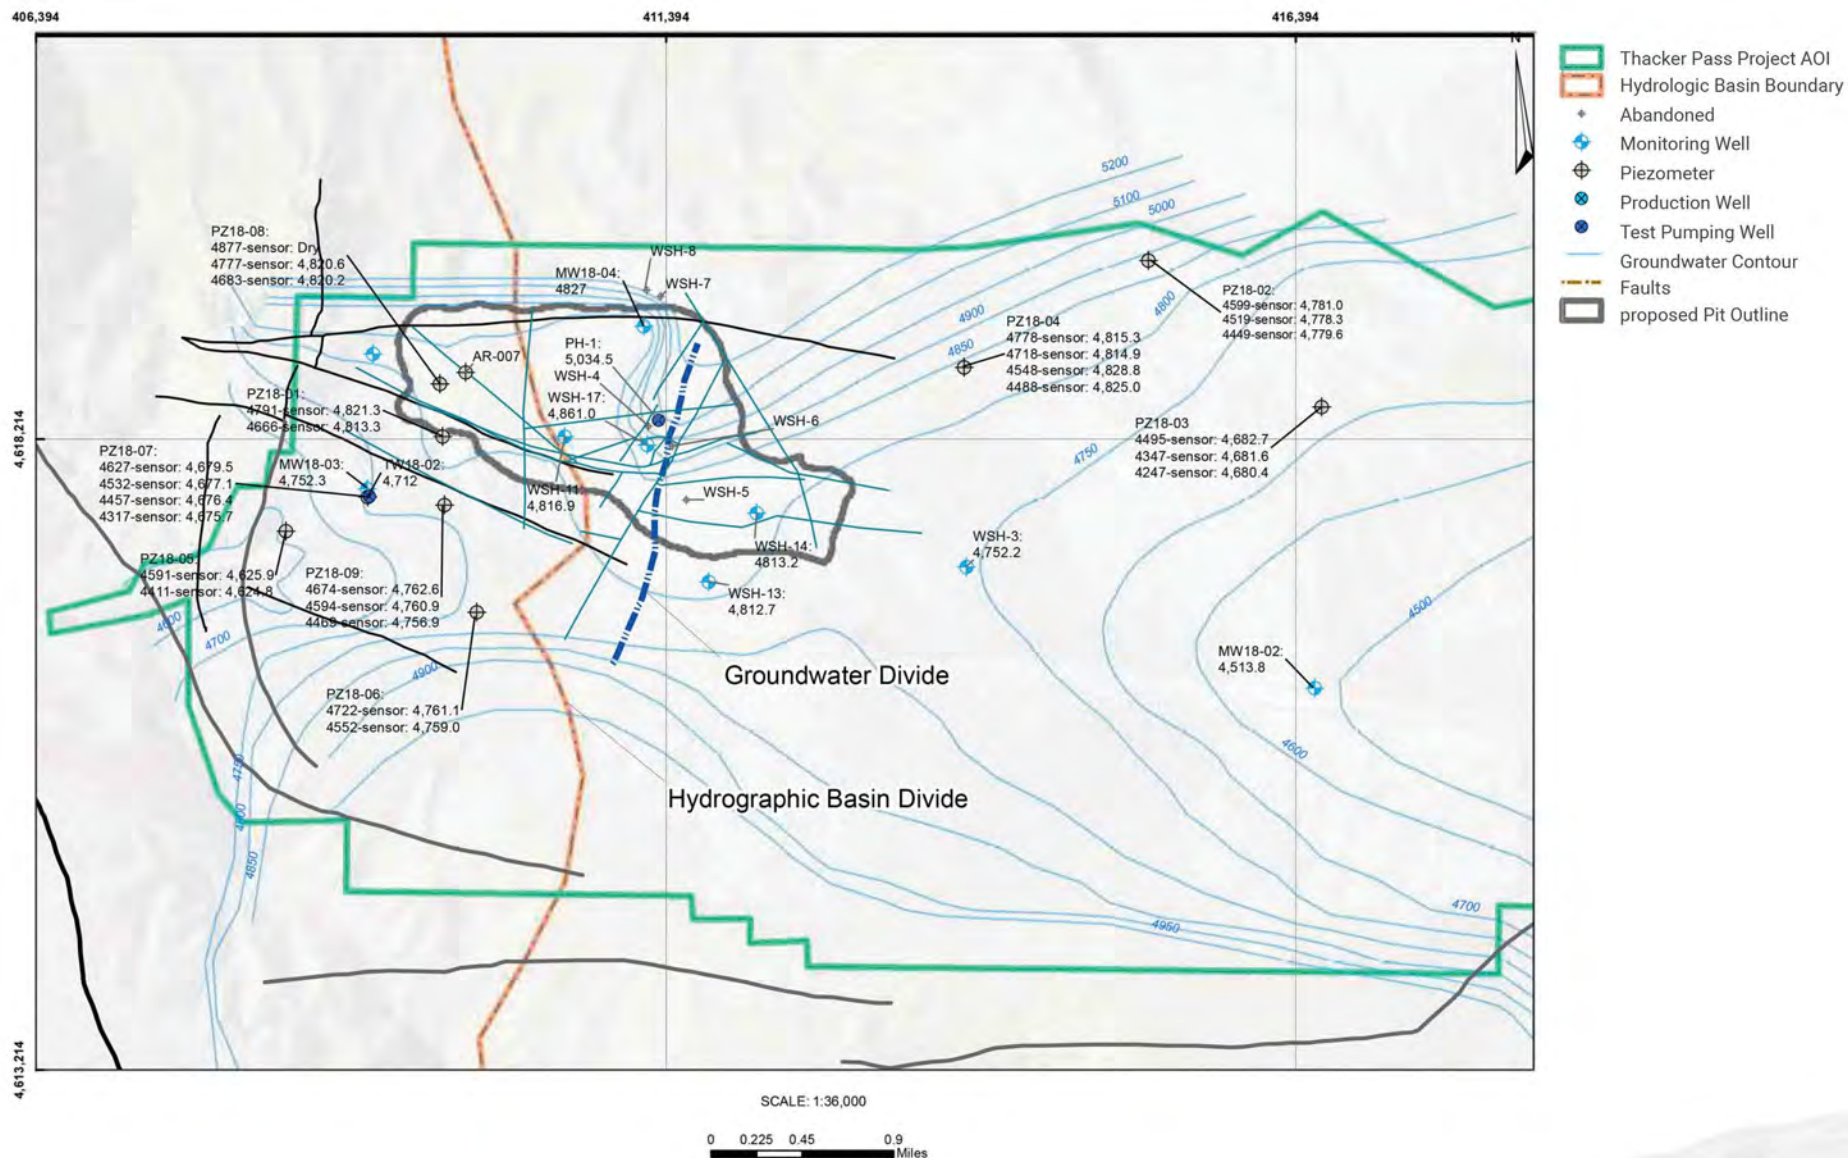 406,394
411,394
416,394
N
Thacker Pass Project AOI
Hydrologic Basin Boundary
Abandoned
Monitoring Well
Piezometer
Production Well
Test Pumping Well
Groundwater Contour
Faults
proposed Pit Outline
5200
5100
5000
4900
4850
4800
4750
PZ18-08:
4877-sensor: Dry
4777-sensor: 4,820.6
4683-sensor: 4,820.2
WSH-8
MW18-04:
4827
WSH-7
PZ18-02:
4599-sensor: 4,781.0
4519-sensor: 4,778.3
4449-sensor: 4,779.6
PZ18-04
4778-sensor: 4,815.3
4718-sensor: 4,814.9
4548-sensor: 4,828.8
4488-sensor: 4,825.0
AR-007
PH-1:
5,034.5
WSH-4
WSH-17:
4,861.0
WSH-6
PZ18-01:
4791-sensor: 4,821.3
4666-sensor: 4,813.3
PZ18-03
4495-sensor: 4,682.7
4347-sensor: 4,681.6
4247-sensor: 4,680.4
4,618,214
PZ18-07:
4627-sensor: 4,679.5
4532-sensor: 4,677.1
4457-sensor: 4,676.4
4317-sensor: 4,675.7
MW18-03:
4,752.3
TW18-02:
4,712
WSH-11:
4,816.9
WSH-5
WSH-14:
4813.2
WSH-3:
4,752.2
PZ18-05:
4591-sensor: 4,625.9
4411-sensor: 4,624.8
PZ18-09:
4674-sensor: 4,762.6
4594-sensor: 4,760.9
4469-sensor: 4,756.9
WSH-13:
4,812.7
4500
4600
4700
4900
MW18-02:
4,513.8
Groundwater Divide
PZ18-06:
4722-sensor: 4,761.1
4552-sensor: 4,759.0
4600
4750
Hydrographic Basin Divide
4800
4850
4700
4950
4,613,214
SCALE: 1:36,000
0 0.225 0.45 0.9
Miles